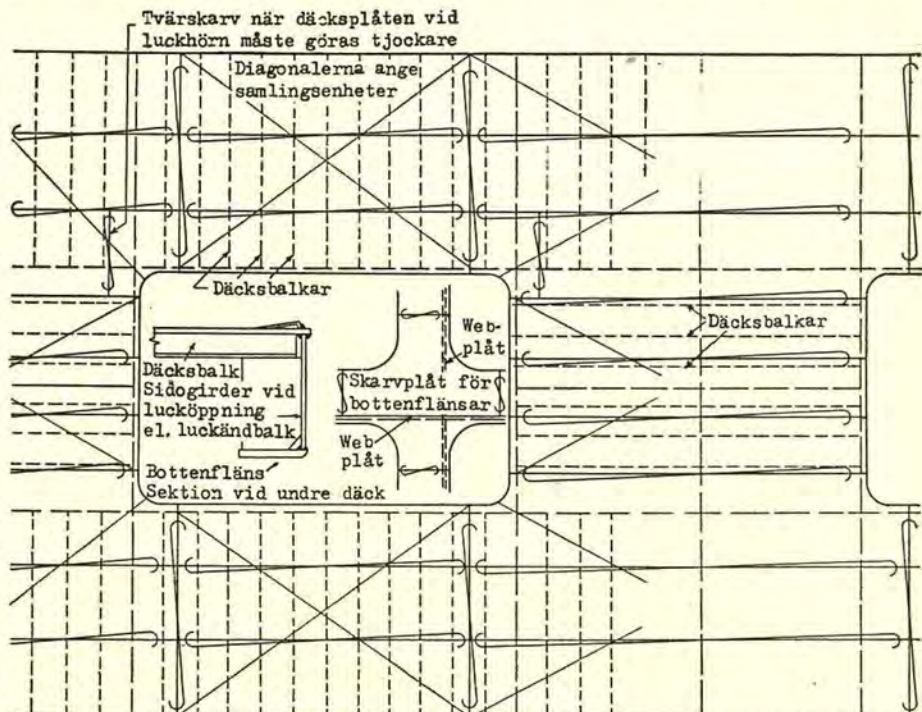 Tvärskarv när däcksplåten vid
luckhörn måste göras tjockare
Diagonalerna ange
samlingsenheter
Däcksbalkar
Däcksbalk
Sidogirder vid
lucköppning
el. luckändbalk
Bottenfläns
Sektion vid undre däck
Web-
plåt
Skarvplåt för
bottenflänsar
Web
plåt
Däcksbalkar